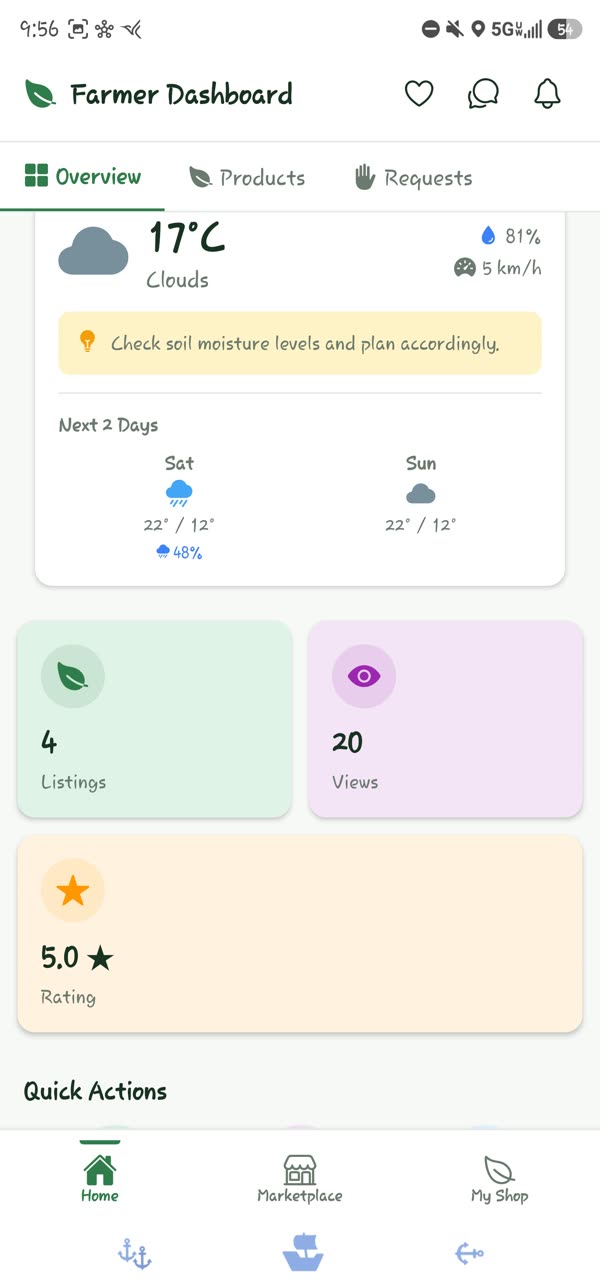 9:56 5G 54
Farmer Dashboard
Overview Products Requests
17°C 81%
Clouds 5 km/h
Check soil moisture levels and plan accordingly.
Next 2 Days
Sat Sun
22° / 12° 22° / 12°
48%
4 20
Listings Views
5.0 ★
Rating
Quick Actions
Home Marketplace My Shop